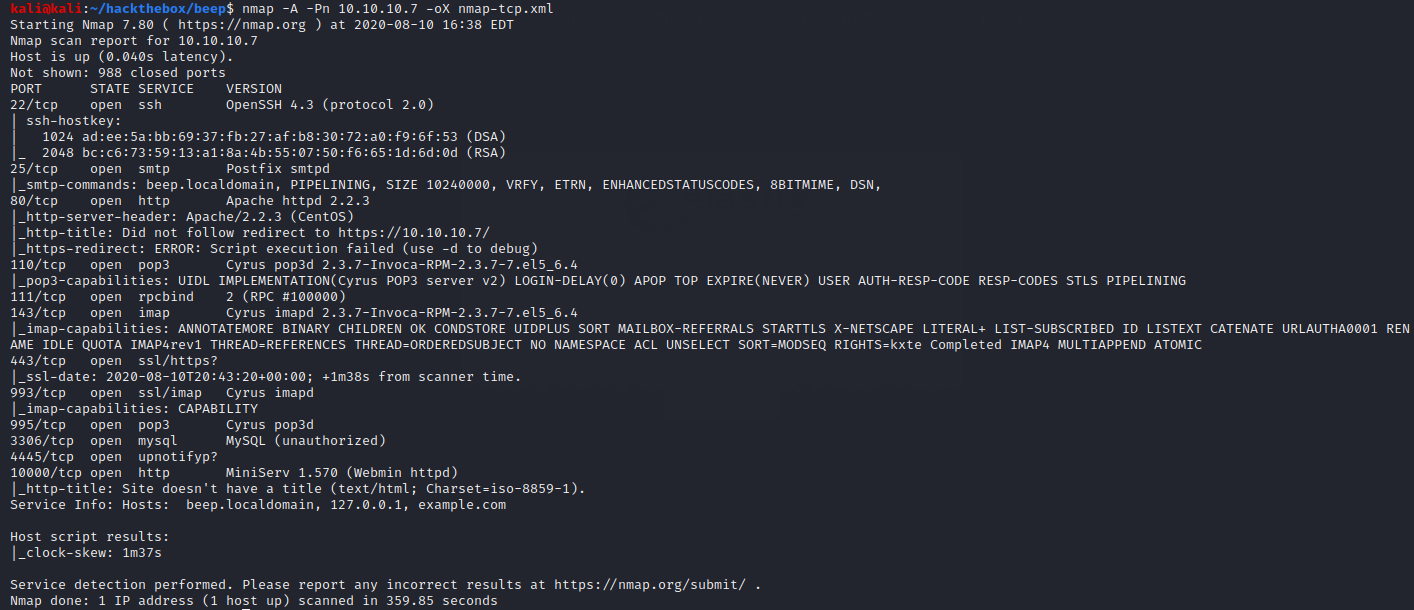 kali@kali:~/hackthebox/beep$ nmap -A -Pn 10.10.10.7 -oX nmap-tcp.xml
Starting Nmap 7.80 ( https://nmap.org ) at 2020-08-10 16:38 EDT
Nmap scan report for 10.10.10.7
Host is up (0.040s latency).
Not shown: 988 closed ports
PORT      STATE SERVICE    VERSION
22/tcp    open  ssh        OpenSSH 4.3 (protocol 2.0)
| ssh-hostkey:
|   1024 ad:ee:5a:bb:69:37:fb:27:af:b8:30:72:a0:f9:6f:53 (DSA)
|_  2048 bc:c6:73:59:13:a1:8a:4b:55:07:50:f6:65:1d:6d:0d (RSA)
25/tcp    open  smtp       Postfix smtpd
|_smtp-commands: beep.localdomain, PIPELINING, SIZE 10240000, VRFY, ETRN, ENHANCEDSTATUSCODES, 8BITMIME, DSN,
80/tcp    open  http       Apache httpd 2.2.3
|_http-server-header: Apache/2.2.3 (CentOS)
|_http-title: Did not follow redirect to https://10.10.10.7/
|_https-redirect: ERROR: Script execution failed (use -d to debug)
110/tcp   open  pop3       Cyrus pop3d 2.3.7-Invoca-RPM-2.3.7-7.el5_6.4
|_pop3-capabilities: UIDL IMPLEMENTATION(Cyrus POP3 server v2) LOGIN-DELAY(0) APOP TOP EXPIRE(NEVER) USER AUTH-RESP-CODE RESP-CODES STLS PIPELINING
111/tcp   open  rpcbind    2 (RPC #100000)
143/tcp   open  imap       Cyrus imapd 2.3.7-Invoca-RPM-2.3.7-7.el5_6.4
|_imap-capabilities: ANNOTATEMORE BINARY CHILDREN OK CONDSTORE UIDPLUS SORT MAILBOX-REFERRALS STARTTLS X-NETSCAPE LITERAL+ LIST-SUBSCRIBED ID LISTEXT CATENATE URLAUTHA0001 REN
AME IDLE QUOTA IMAP4rev1 THREAD=REFERENCES THREAD=ORDEREDSUBJECT NO NAMESPACE ACL UNSELECT SORT=MODSEQ RIGHTS=kxte Completed IMAP4 MULTIAPPEND ATOMIC
443/tcp   open  ssl/https?
|_ssl-date: 2020-08-10T20:43:20+00:00; +1m38s from scanner time.
993/tcp   open  ssl/imap   Cyrus imapd
|_imap-capabilities: CAPABILITY
995/tcp   open  pop3       Cyrus pop3d
3306/tcp  open  mysql      MySQL (unauthorized)
4445/tcp  open  upnotifyp?
10000/tcp open  http       MiniServ 1.570 (Webmin httpd)
|_http-title: Site doesn't have a title (text/html; Charset=iso-8859-1).
Service Info: Hosts:  beep.localdomain, 127.0.0.1, example.com

Host script results:
|_clock-skew: 1m37s

Service detection performed. Please report any incorrect results at https://nmap.org/submit/ .
Nmap done: 1 IP address (1 host up) scanned in 359.85 seconds